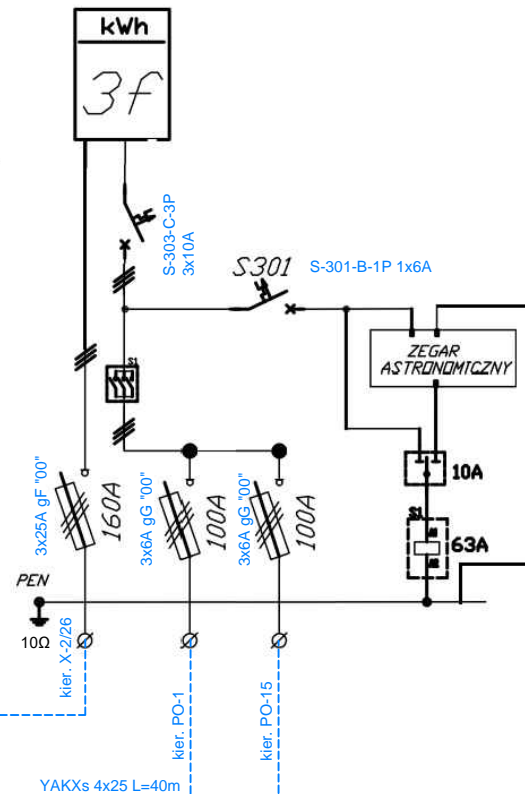 kWh
3f
S-303-C-3P
3x10A
S301
S-301-B-1P 1x6A
ZEGAR
ASTRONOMICZNY
S1
10A
S1
A1
63A
A2
3x25A gF "00"
160A
3x6A gG "00"
100A
3x6A gG "00"
100A
PEN
10Ω
kier. X-2/26
kier. PO-1
kier. PO-15
YAKXs 4x25 L=40m